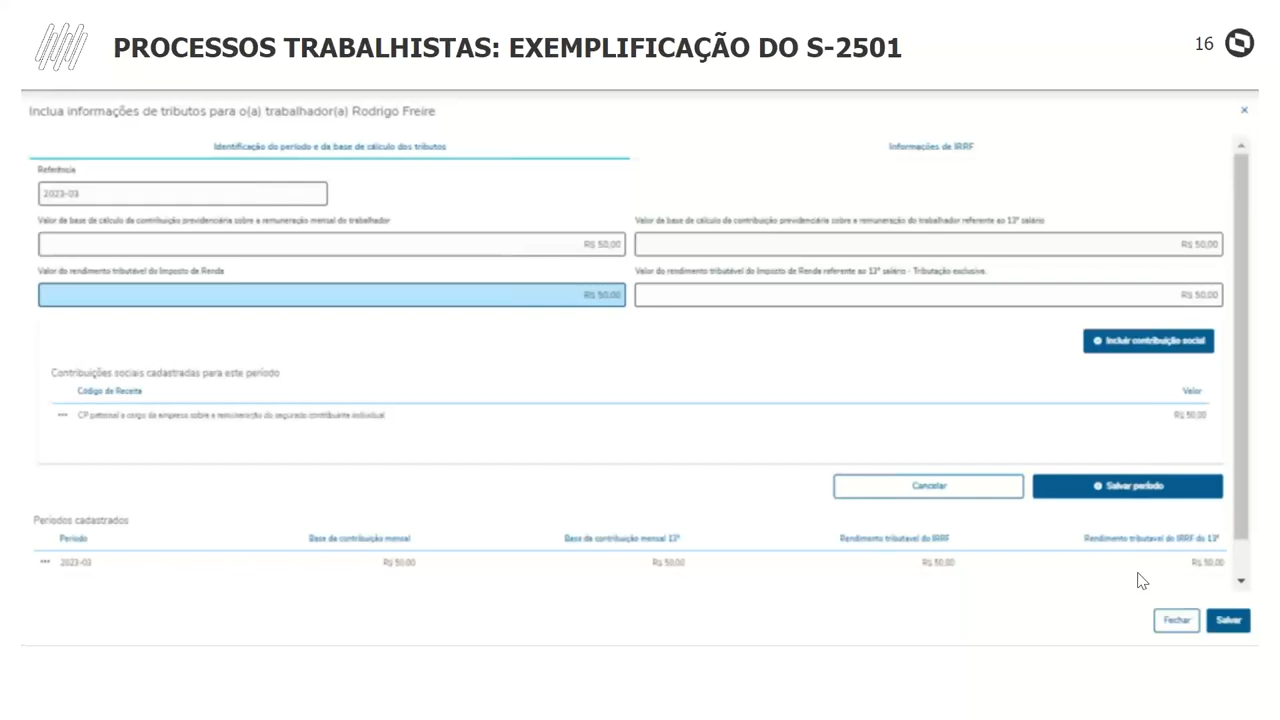 PROCESSOS TRABALHISTAS: EXEMPLIFICAÇÃO DO S-2501
16
Inclua informações de tributos para o(a) trabalhador(a) Rodrigo Freire
Identificação do período e da base de cálculo dos tributos
Informações de IRRF
Referência
2023-03
Valor da base de cálculo da contribuição previdenciária sobre a remuneração mensal do trabalhador
Valor da base de cálculo da contribuição previdenciária sobre a remuneração do trabalhador referente ao 13º salário
R$ 50,00
R$ 50,00
Valor do rendimento tributável do Imposto de Renda
Valor do rendimento tributável do Imposto de Renda referente ao 13º salário - Tributação exclusiva.
R$ 50,00
R$ 50,00
Incluir contribuição social
Contribuições sociais cadastradas para este período
Código de Receita
Valor
CP patronal a cargo da empresa sobre a remuneração do segurado contribuinte individual
R$ 50,00
Cancelar
Salvar período
Períodos cadastrados
Período
Base da contribuição mensal
Base da contribuição mensal 13º
Rendimento tributavel do IRRF
Rendimento tributavel do IRRF do 13º
2023-03
R$ 50,00
R$ 50,00
R$ 50,00
R$ 50,00
Fechar
Salvar